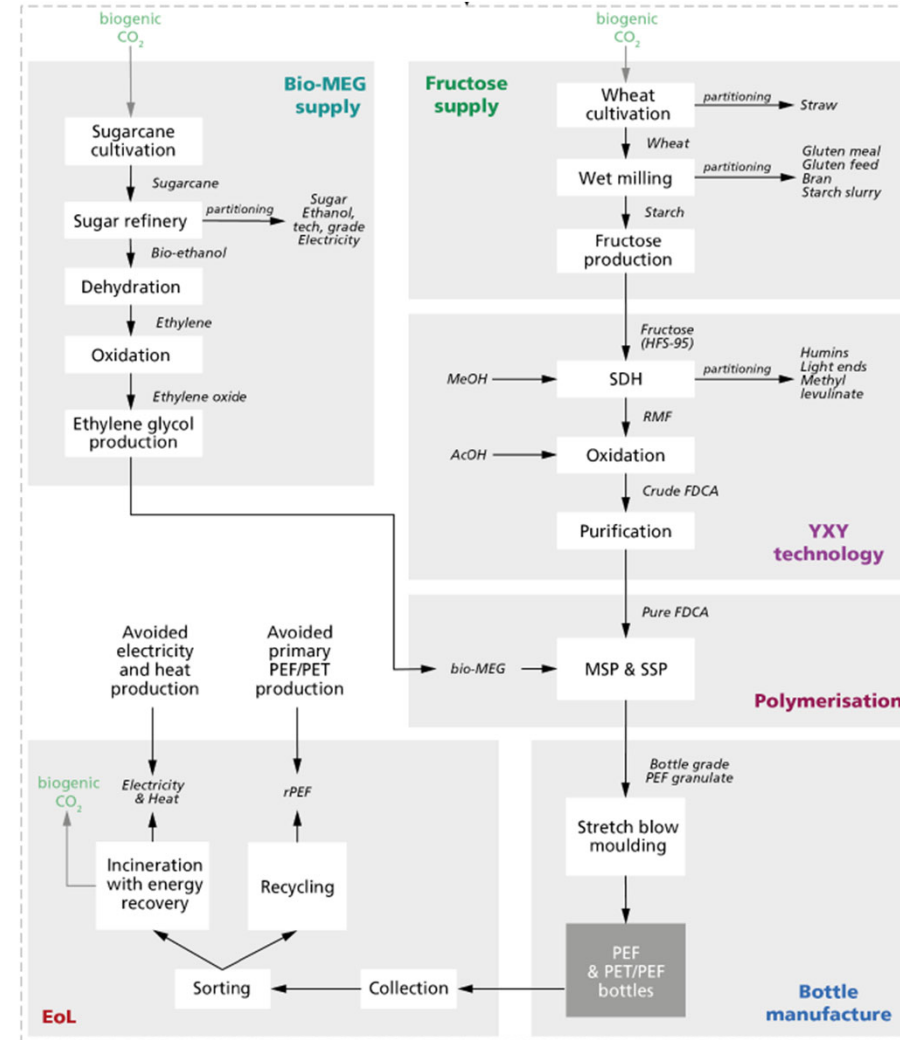 biogenic
CO2
Bio-MEG
supply
Sugarcane
cultivation
Sugarcane
Sugar refinery
partitioning
Sugar
Ethanol,
tech, grade
Electricity
Bio-ethanol
Dehydration
Ethylene
Oxidation
Ethylene oxide
Ethylene glycol
production
biogenic
CO2
Fructose
supply
Wheat
cultivation
partitioning
Straw
Wheat
Wet milling
partitioning
Gluten meal
Gluten feed
Bran
Starch slurry
Starch
Fructose
production
Fructose
(HFS-95)
MeOH
SDH
partitioning
Humins
Light ends
Methyl
levulinate
RMF
AcOH
Oxidation
Crude FDCA
Purification
YXY
technology
Pure FDCA
bio-MEG
MSP & SSP
Polymerisation
Avoided
electricity
and heat
production
Avoided
primary
PEF/PET
production
biogenic
CO2
Electricity
& Heat
rPEF
Incineration
with energy
recovery
Recycling
Sorting
Collection
EoL
Bottle grade
PEF granulate
Stretch blow
moulding
PEF
& PET/PEF
bottles
Bottle
manufacture